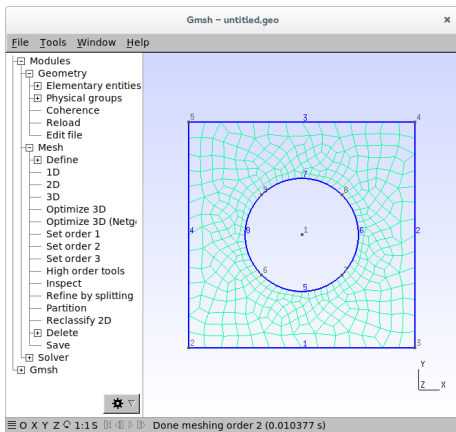 Gmsh - untitled.geo
×
File Tools Window Help
Modules
Geometry
Elementary entities
Physical groups
Coherence
Reload
Edit file
Mesh
Define
1D
2D
3D
Optimize 3D
Optimize 3D (Netg
Set order 1
Set order 2
Set order 3
High order tools
Inspect
Refine by splitting
Partition
Reclassify 2D
Delete
Save
Solver
Gmsh
5 3 4
7
9 8
4 8 1 6 2
6 7
5
2 1 3
Y
Z X
O X Y Z 1:1 S Done meshing order 2 (0.010377 s)